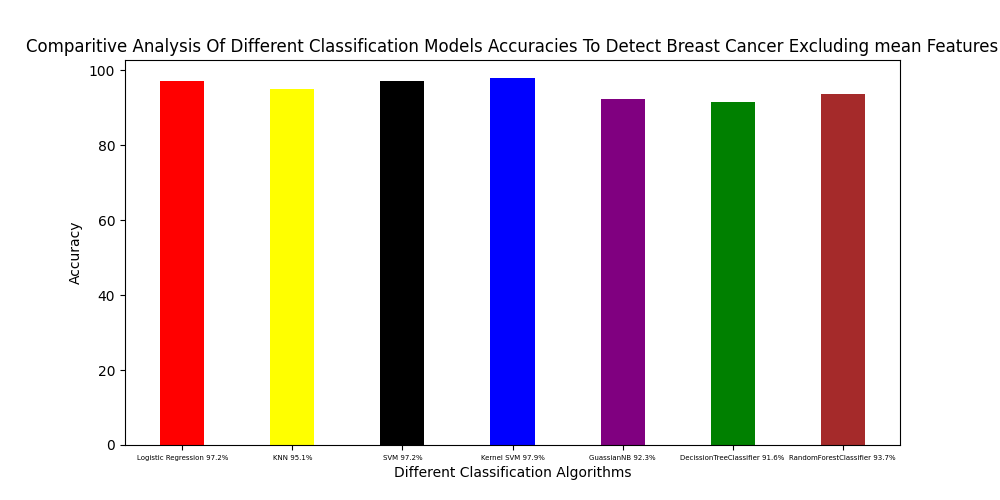 Comparitive Analysis Of Different Classification Models Accuracies To Detect Breast Cancer Excluding mean Features
100
80
60
40
20
0
Accuracy
Logistic Regression 97.2%
KNN 95.1%
SVM 97.2%
Kernel SVM 97.9%
GuassianNB 92.3%
DecissionTreeClassifier 91.6%
RandomForestClassifier 93.7%
Different Classification Algorithms